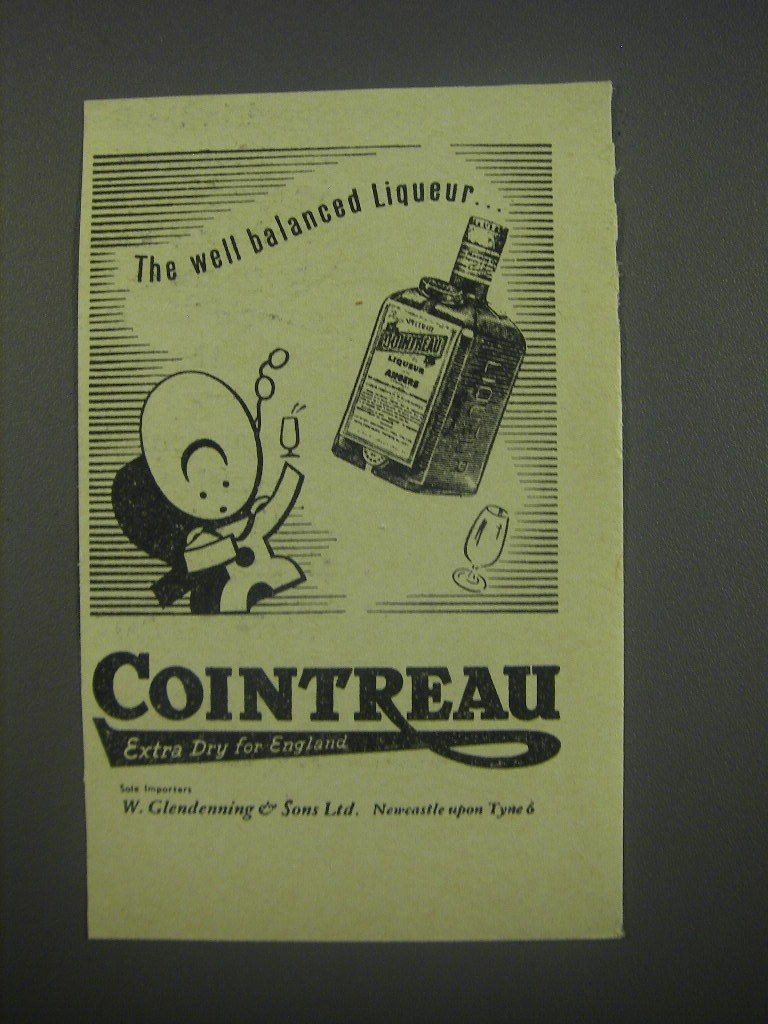 The well balanced Liqueur...
COINTREAU
LIQUEUR
ANGERS
LIQUEUR
COINTREAU
Extra Dry for England
Sole Importers
W. Glendenning & Sons Ltd. Newcastle upon Tyne 6